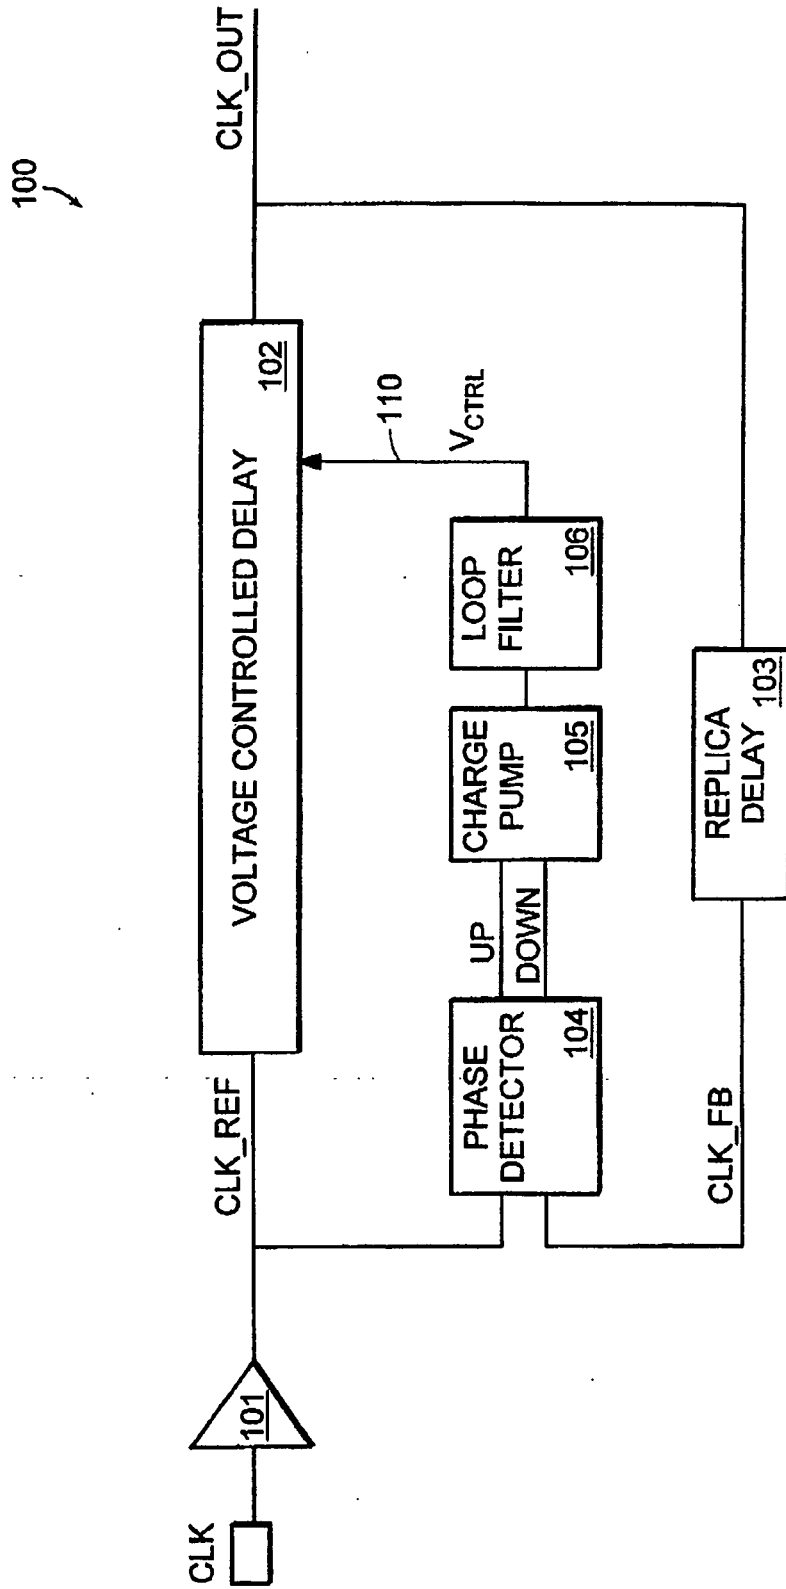 100
CLK
101
CLK_REF
VOLTAGE CONTROLLED DELAY
102
CLK_OUT
PHASE
DETECTOR
104
UP
DOWN
CHARGE
PUMP
105
LOOP
FILTER
106
110
VCTRL
CLK_FB
REPLICA
DELAY
103